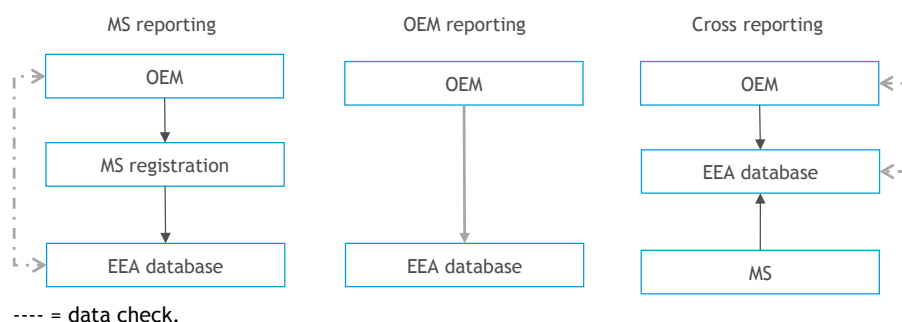 MS reporting
OEM
MS registration
EEA database
OEM reporting
OEM
EEA database
Cross reporting
OEM
EEA database
MS
---- = data check.